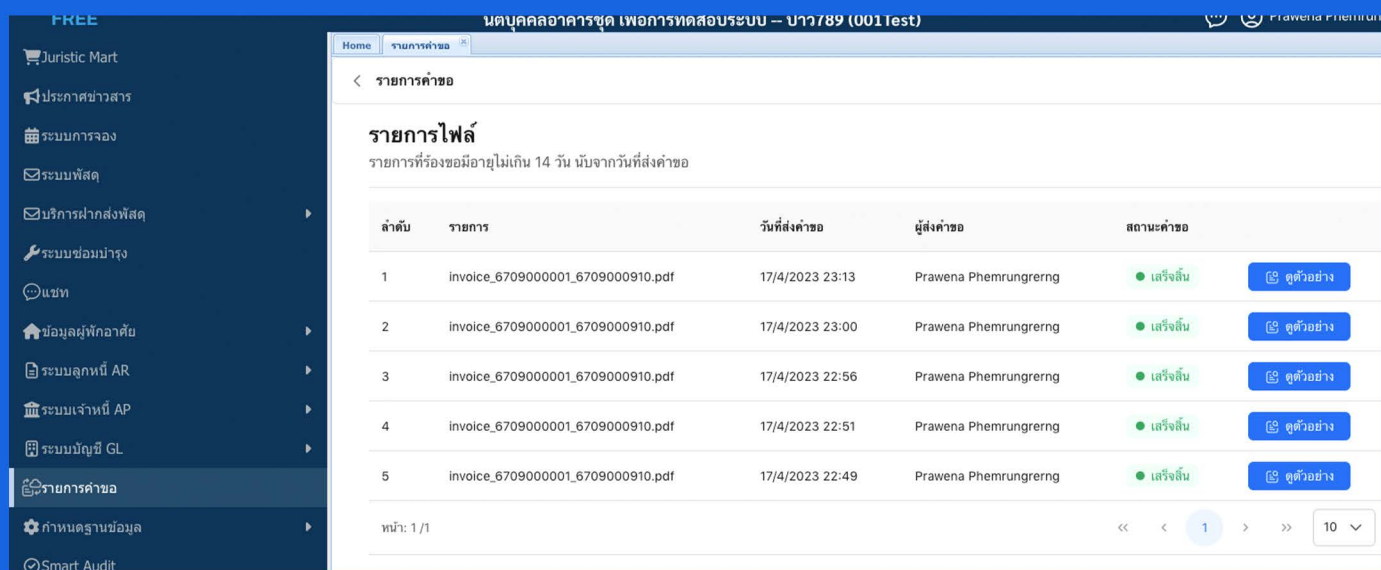 FREE
นิติบุคคลอาคารชุด เพื่อการทดสอบระบบ -- ป่าว789 (001Test)
Prawena Phemrun
Juristic Mart
ประกาศข่าวสาร
ระบบการจอง
ระบบพัสดุ
บริการฝากส่งพัสดุ
ระบบซ่อมบำรุง
แชท
ข้อมูลผู้พักอาศัย
ระบบลูกหนี้ AR
ระบบเจ้าหนี้ AP
ระบบบัญชี GL
รายการคำขอ
กำหนดฐานข้อมูล
Smart Audit
Home รายการคำขอ
รายการคำขอ
รายการไฟล์
รายการที่ร้องขอมีอายุไม่เกิน 14 วัน นับจากวันที่ส่งคำขอ
ลำดับ รายการ วันที่ส่งคำขอ ผู้ส่งคำขอ สถานะคำขอ
1 invoice_6709000001_6709000910.pdf 17/4/2023 23:13 Prawena Phemrungrerng เสร็จสิ้น ดูตัวอย่าง
2 invoice_6709000001_6709000910.pdf 17/4/2023 23:00 Prawena Phemrungrerng เสร็จสิ้น ดูตัวอย่าง
3 invoice_6709000001_6709000910.pdf 17/4/2023 22:56 Prawena Phemrungrerng เสร็จสิ้น ดูตัวอย่าง
4 invoice_6709000001_6709000910.pdf 17/4/2023 22:51 Prawena Phemrungrerng เสร็จสิ้น ดูตัวอย่าง
5 invoice_6709000001_6709000910.pdf 17/4/2023 22:49 Prawena Phemrungrerng เสร็จสิ้น ดูตัวอย่าง
หน้า: 1 /1 << < 1 > >> 10